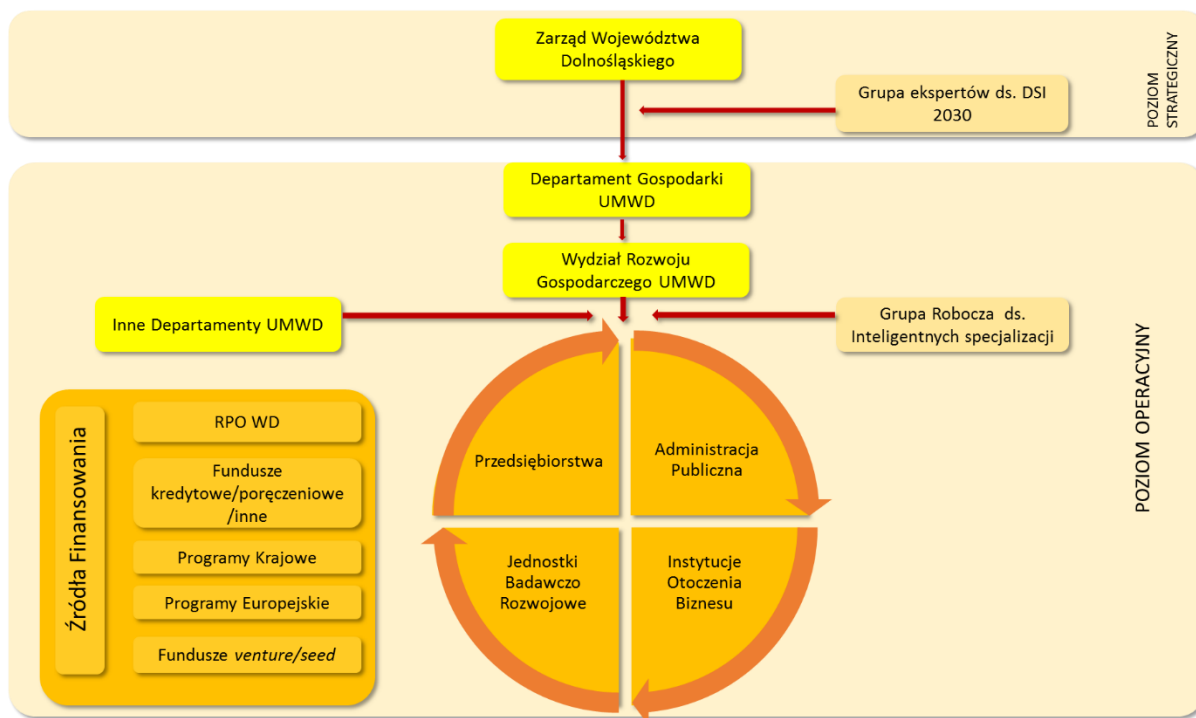 Zarząd Województwa
Dolnośląskiego
Grupa ekspertów ds. DSI
2030
POZIOM
STRATEGICZNY
Departament Gospodarki
UMWD
Wydział Rozwoju
Gospodarczego UMWD
Inne Departamenty UMWD
Grupa Robocza ds.
Inteligentnych specjalizacji
POZIOM OPERACYJNY
Źródła Finansowania
RPO WD
Fundusze
kredytowe/poręczeniowe
/inne
Programy Krajowe
Programy Europejskie
Fundusze venture/seed
Przedsiębiorstwa
Administracja
Publiczna
Jednostki
Badawczo
Rozwojowe
Instytucje
Otoczenia
Biznesu